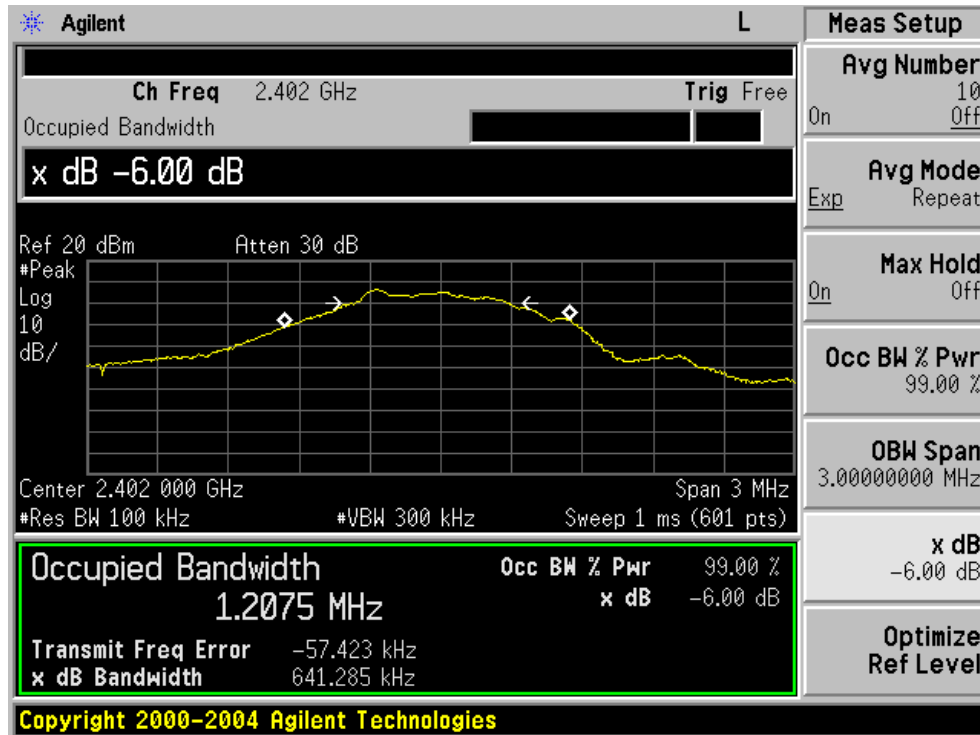 Agilent L
Ch Freq 2.402 GHz Trig Free
Occupied Bandwidth
x dB -6.00 dB
Ref 20 dBm Atten 30 dB
#Peak
Log
10
dB/
Center 2.402 000 GHz Span 3 MHz
#Res BW 100 kHz #VBW 300 kHz Sweep 1 ms (601 pts)
Occupied Bandwidth Occ BW % Pwr 99.00 %
1.2075 MHz x dB -6.00 dB
Transmit Freq Error -57.423 kHz
x dB Bandwidth 641.285 kHz
Copyright 2000-2004 Agilent Technologies
Meas Setup
Avg Number
10
On Off
Avg Mode
Exp Repeat
Max Hold
On Off
Occ BW % Pwr
99.00 %
OBW Span
3.00000000 MHz
x dB
-6.00 dB
Optimize
Ref Level